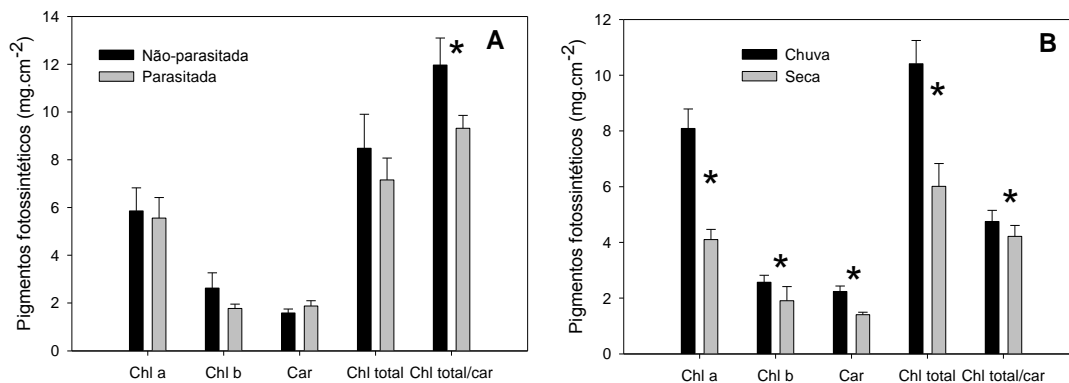 A
Pigmentos fotossintéticos (mg.cm-2)
14
12
10
8
6
4
2
0
Não-parasitada
Parasitada
*
Chl a Chl b Car Chl total Chl total/car
B
Pigmentos fotossintéticos (mg.cm-2)
12
10
8
6
4
2
0
Chuva
Seca
* * * * *
Chl a Chl b Car Chl total Chl total/car